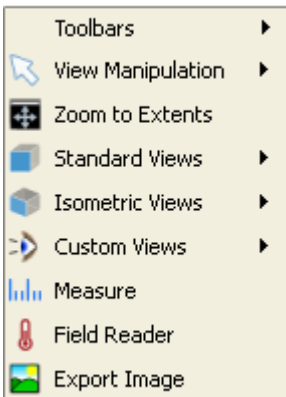 Toolbars
View Manipulation
Zoom to Extents
Standard Views
Isometric Views
Custom Views
Measure
Field Reader
Export Image